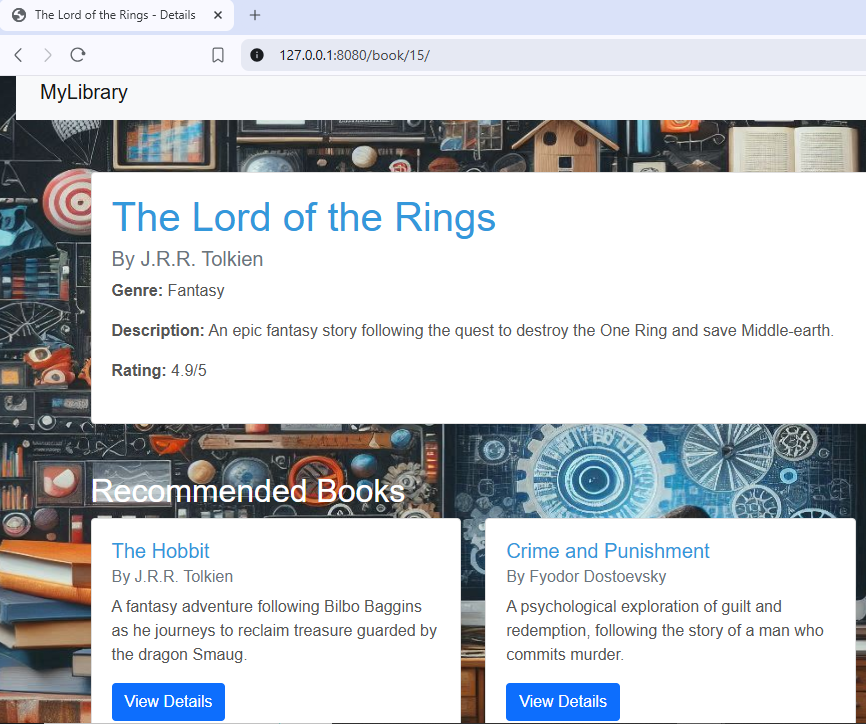 The Lord of the Rings - Details
127.0.0.1:8080/book/15/
MyLibrary
The Lord of the Rings
By J.R.R. Tolkien
Genre: Fantasy
Description: An epic fantasy story following the quest to destroy the One Ring and save Middle-earth.
Rating: 4.9/5
Recommended Books
The Hobbit
By J.R.R. Tolkien
A fantasy adventure following Bilbo Baggins
as he journeys to reclaim treasure guarded by
the dragon Smaug.
View Details
Crime and Punishment
By Fyodor Dostoevsky
A psychological exploration of guilt and
redemption, following the story of a man who
commits murder.
View Details